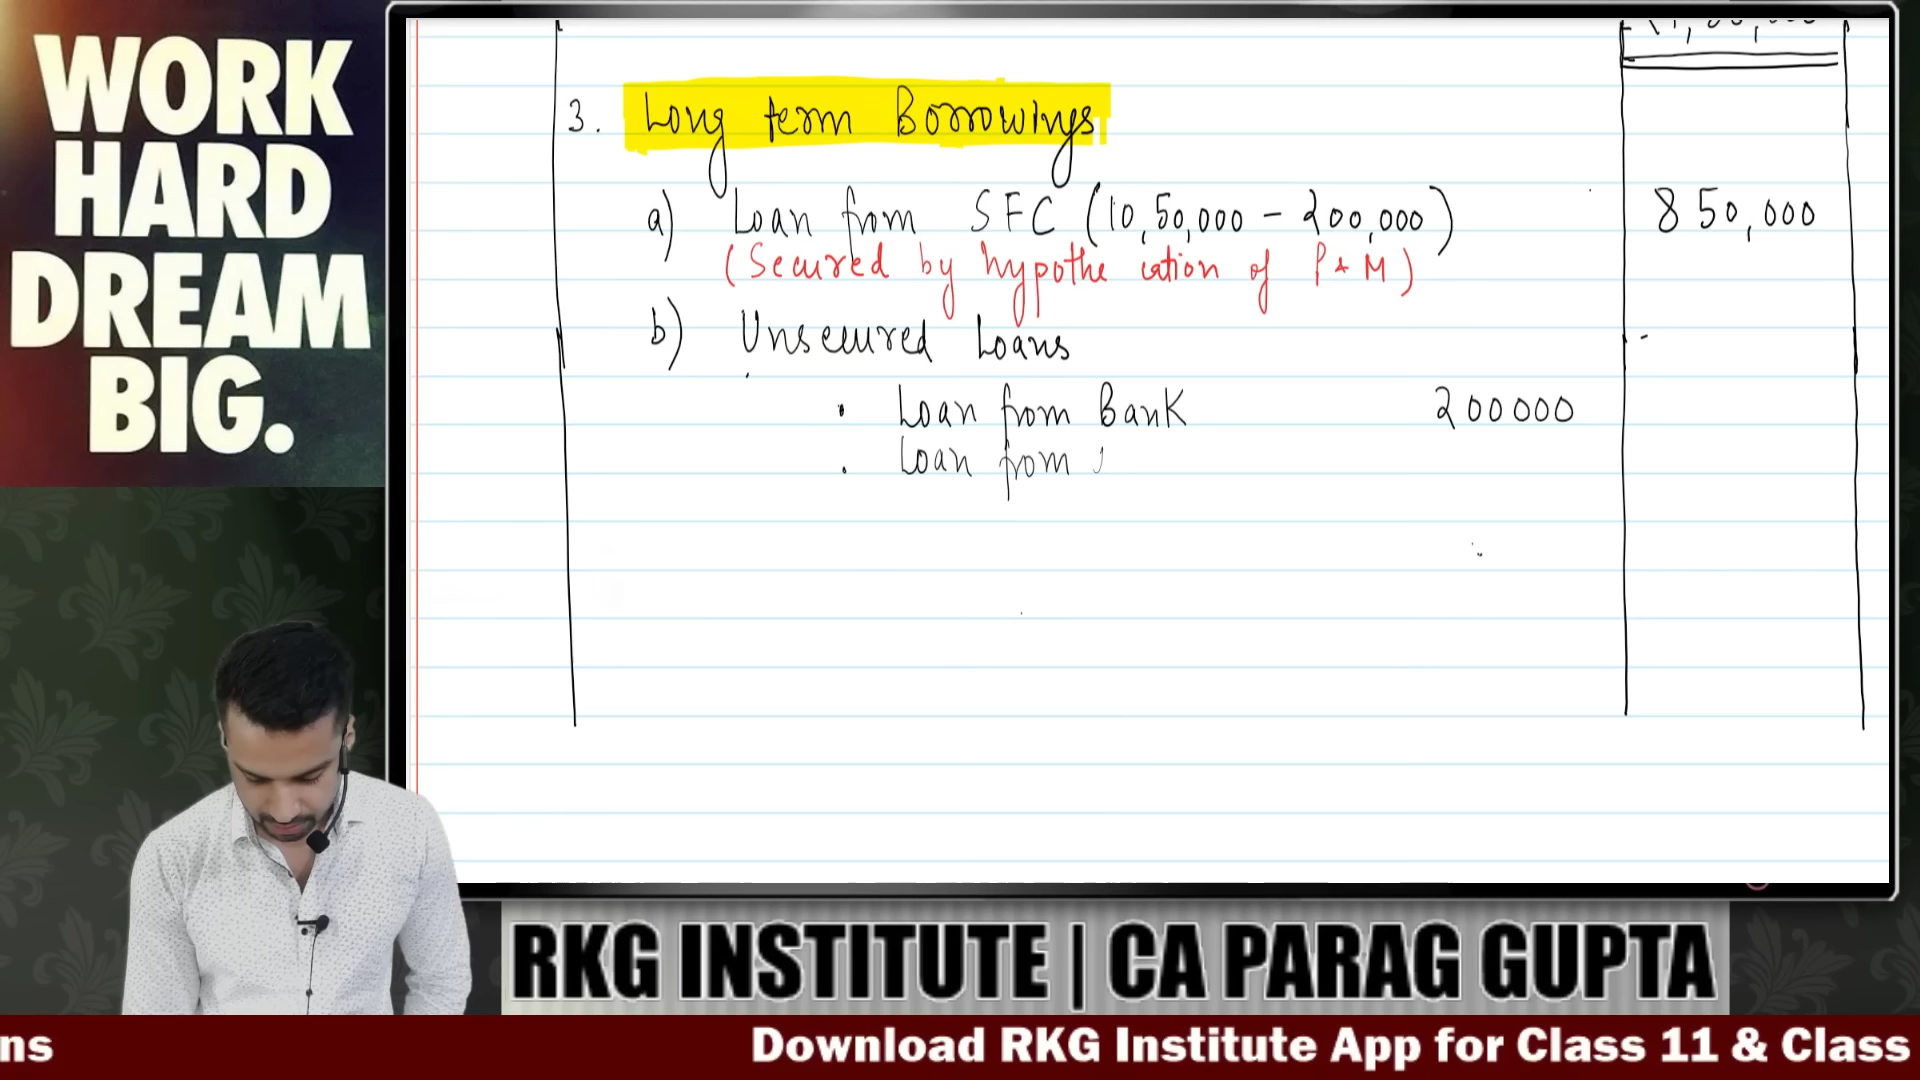 WORK
HARD
DREAM
BIG.
3. Long term Borrowings
a) Loan from SFC (10,50,000 - 200,000) 850,000
(Secured by hypothecation of P & M)
b) Unsecured Loans
. Loan from Bank 200000
. Loan from
RKG INSTITUTE | CA PARAG GUPTA
ns Download RKG Institute App for Class 11 & Class